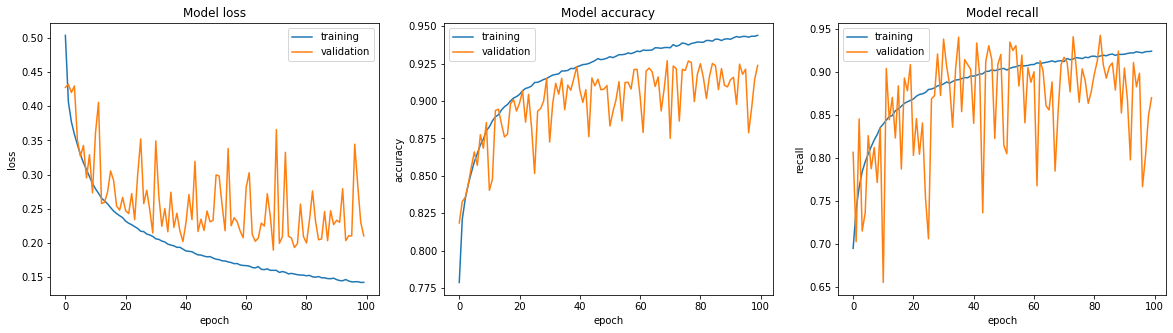 Model loss
training
validation
loss
0.50
0.45
0.40
0.35
0.30
0.25
0.20
0.15
0
20
40
60
80
100
epoch
Model accuracy
training
validation
accuracy
0.950
0.925
0.900
0.875
0.850
0.825
0.800
0.775
0
20
40
60
80
100
epoch
Model recall
training
validation
recall
0.95
0.90
0.85
0.80
0.75
0.70
0.65
0
20
40
60
80
100
epoch